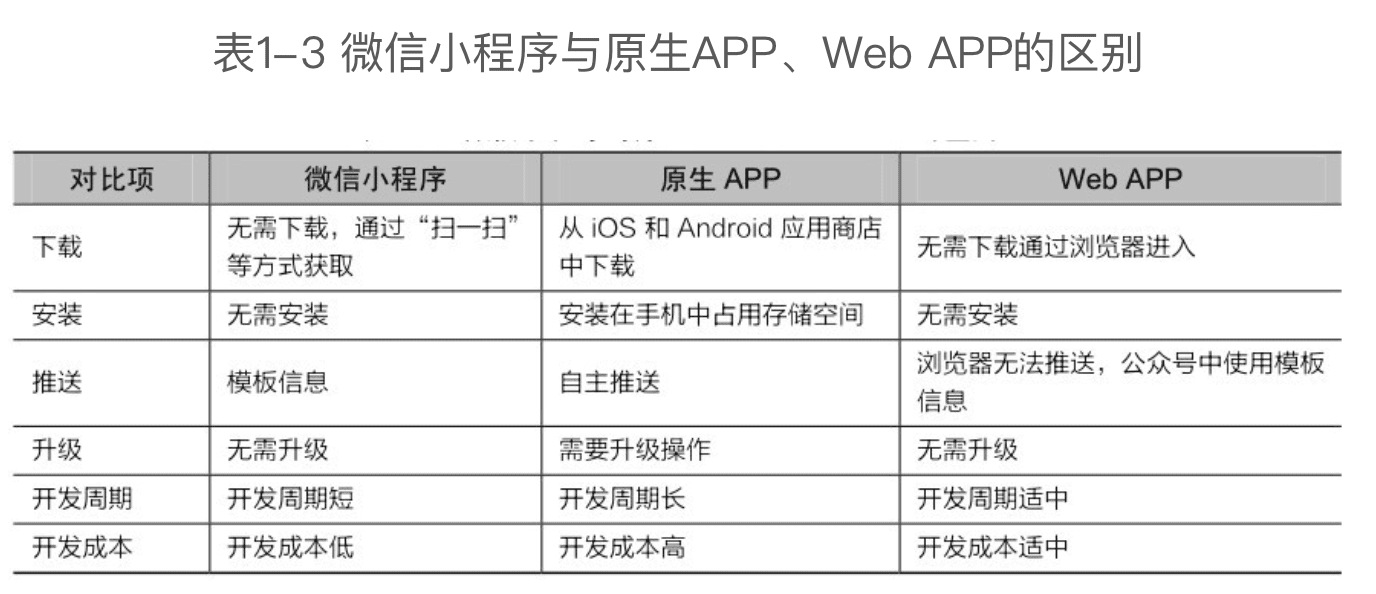 表1-3 微信小程序与原生APP、Web APP的区别
对比项 微信小程序 原生 APP Web APP
下载 无需下载，通过“扫一扫”等方式获取 从 iOS 和 Android 应用商店中下载 无需下载通过浏览器进入
安装 无需安装 安装在手机中占用存储空间 无需安装
推送 模板信息 自主推送 浏览器无法推送，公众号中使用模板信息
升级 无需升级 需要升级操作 无需升级
开发周期 开发周期短 开发周期长 开发周期适中
开发成本 开发成本低 开发成本高 开发成本适中